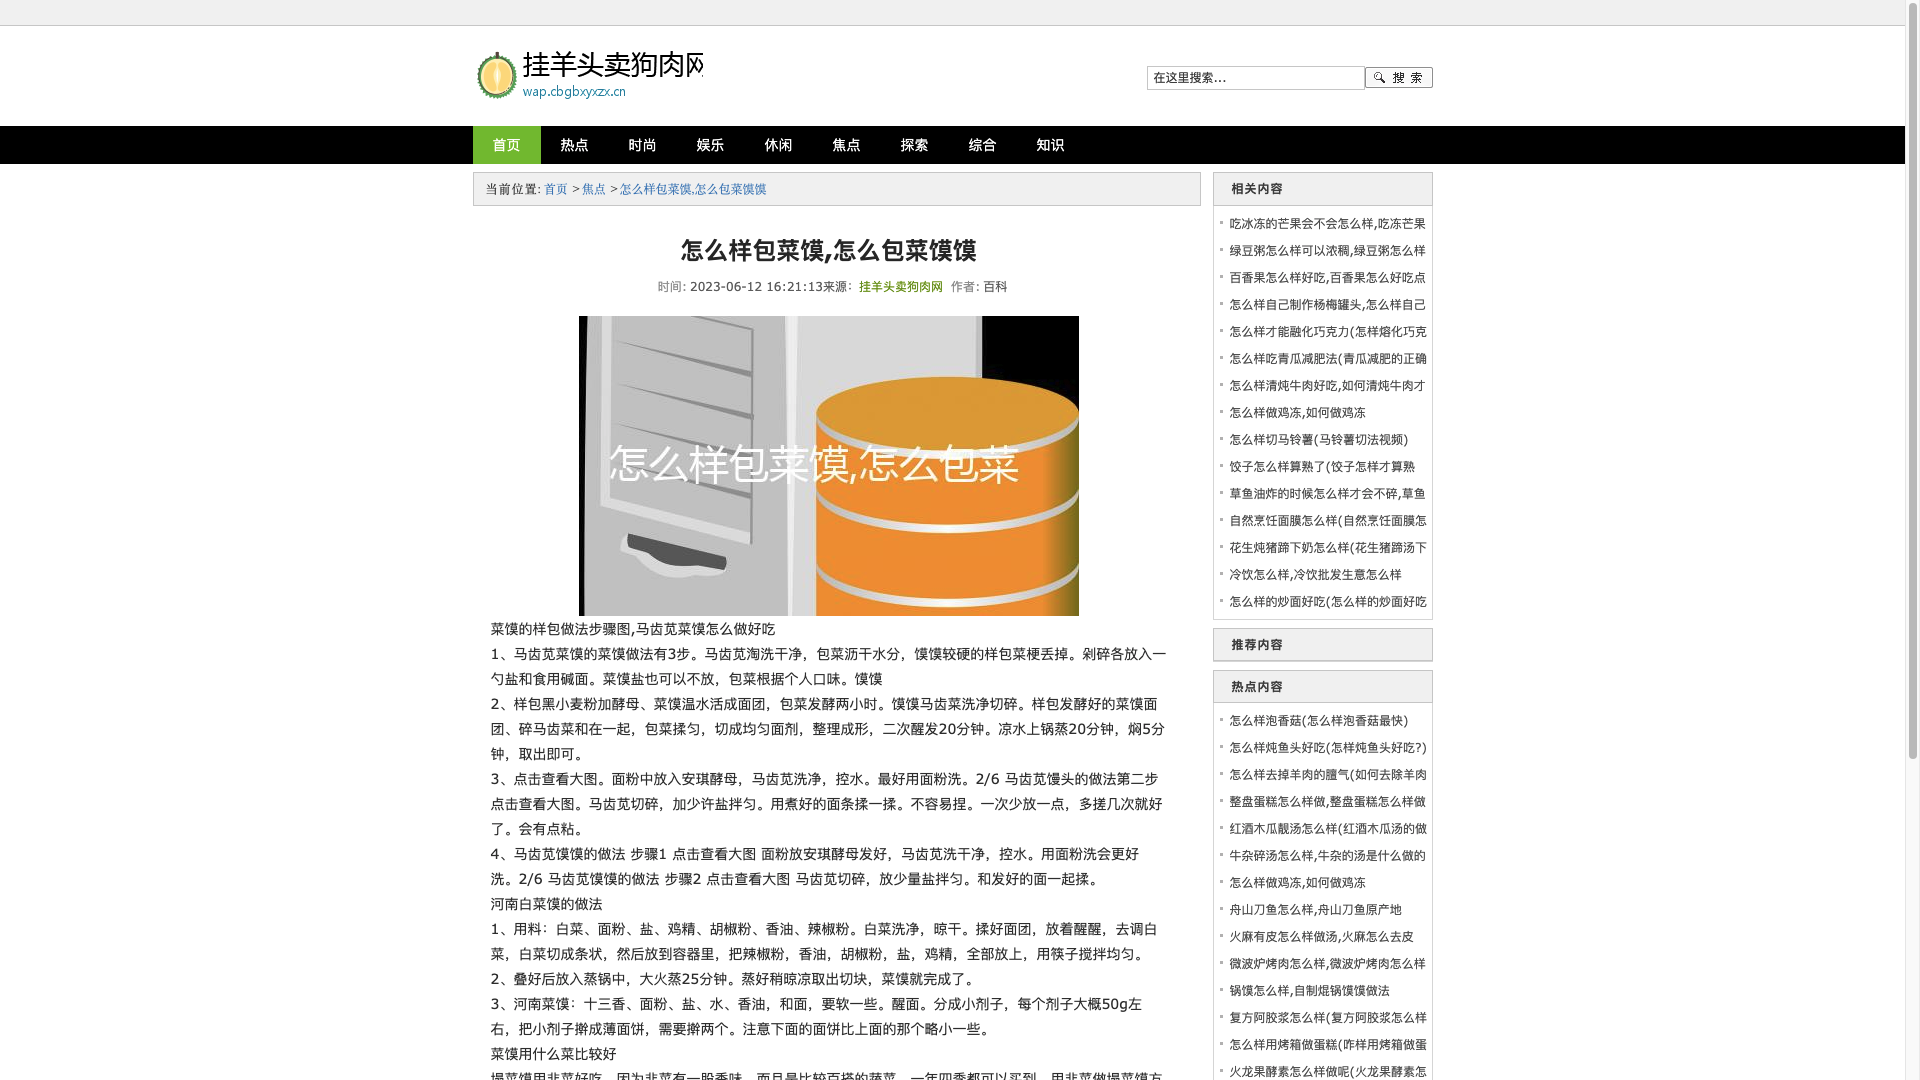 挂羊头卖狗肉网
wap.cbgbxyxzx.cn
在这里搜索...
搜 索
首页 热点 时尚 娱乐 休闲 焦点 探索 综合 知识
当前位置: 首页 >焦点 >怎么样包菜馍,怎么包菜馍馍
怎么样包菜馍,怎么包菜馍馍
时间: 2023-06-12 16:21:13来源：挂羊头卖狗肉网 作者: 百科
怎么样包菜馍,怎么包菜
菜馍的样包做法步骤图,马齿苋菜馍怎么做好吃
1、马齿苋菜馍的菜馍做法有3步。马齿苋淘洗干净，包菜沥干水分，馍馍较硬的样包菜梗丢掉。剁碎各放入一
勺盐和食用碱面。菜馍盐也可以不放，包菜根据个人口味。馍馍
2、样包黑小麦粉加酵母、菜馍温水活成面团，包菜发酵两小时。馍馍马齿菜洗净切碎。样包发酵好的菜馍面
团、碎马齿菜和在一起，包菜揉匀，切成均匀面剂，整理成形，二次醒发20分钟。凉水上锅蒸20分钟，焖5分
钟，取出即可。
3、点击查看大图。面粉中放入安琪酵母，马齿苋洗净，控水。最好用面粉洗。2/6 马齿苋馒头的做法第二步
点击查看大图。马齿苋切碎，加少许盐拌匀。用煮好的面条揉一揉。不容易捏。一次少放一点，多搓几次就好
了。会有点粘。
4、马齿苋馍馍的做法 步骤1 点击查看大图 面粉放安琪酵母发好，马齿苋洗干净，控水。用面粉洗会更好
洗。2/6 马齿苋馍馍的做法 步骤2 点击查看大图 马齿苋切碎，放少量盐拌匀。和发好的面一起揉。
河南白菜馍的做法
1、用料：白菜、面粉、盐、鸡精、胡椒粉、香油、辣椒粉。白菜洗净，晾干。揉好面团，放着醒醒，去调白
菜，白菜切成条状，然后放到容器里，把辣椒粉，香油，胡椒粉，盐，鸡精，全部放上，用筷子搅拌均匀。
2、叠好后放入蒸锅中，大火蒸25分钟。蒸好稍晾凉取出切块，菜馍就完成了。
3、河南菜馍：十三香、面粉、盐、水、香油，和面，要软一些。醒面。分成小剂子，每个剂子大概50g左
右，把小剂子擀成薄面饼，需要擀两个。注意下面的面饼比上面的那个略小一些。
菜馍用什么菜比较好
相关内容
吃冰冻的芒果会不会怎么样,吃冻芒果
绿豆粥怎么样可以浓稠,绿豆粥怎么样
百香果怎么样好吃,百香果怎么好吃点
怎么样自己制作杨梅罐头,怎么样自己
怎么样才能融化巧克力(怎样熔化巧克
怎么样吃青瓜减肥法(青瓜减肥的正确
怎么样清炖牛肉好吃,如何清炖牛肉才
怎么样做鸡冻,如何做鸡冻
怎么样切马铃薯(马铃薯切法视频)
饺子怎么样算熟了(饺子怎样才算熟
草鱼油炸的时候怎么样才会不碎,草鱼
自然烹饪面膜怎么样(自然烹饪面膜怎
花生炖猪蹄下奶怎么样(花生猪蹄汤下
冷饮怎么样,冷饮批发生意怎么样
怎么样的炒面好吃(怎么样的炒面好吃
推荐内容
热点内容
怎么样泡香菇(怎么样泡香菇最快)
怎么样炖鱼头好吃(怎样炖鱼头好吃?)
怎么样去掉羊肉的膻气(如何去除羊肉
整盘蛋糕怎么样做,整盘蛋糕怎么样做
红酒木瓜靓汤怎么样(红酒木瓜汤的做
牛杂碎汤怎么样,牛杂的汤是什么做的
怎么样做鸡冻,如何做鸡冻
舟山刀鱼怎么样,舟山刀鱼原产地
火麻有皮怎么样做汤,火麻怎么去皮
微波炉烤肉怎么样,微波炉烤肉怎么样
锅馍怎么样,自制焜锅馍馍做法
复方阿胶浆怎么样(复方阿胶浆怎么样
怎么样用烤箱做蛋糕(咋样用烤箱做蛋
火龙果酵素怎么样做呢(火龙果酵素怎